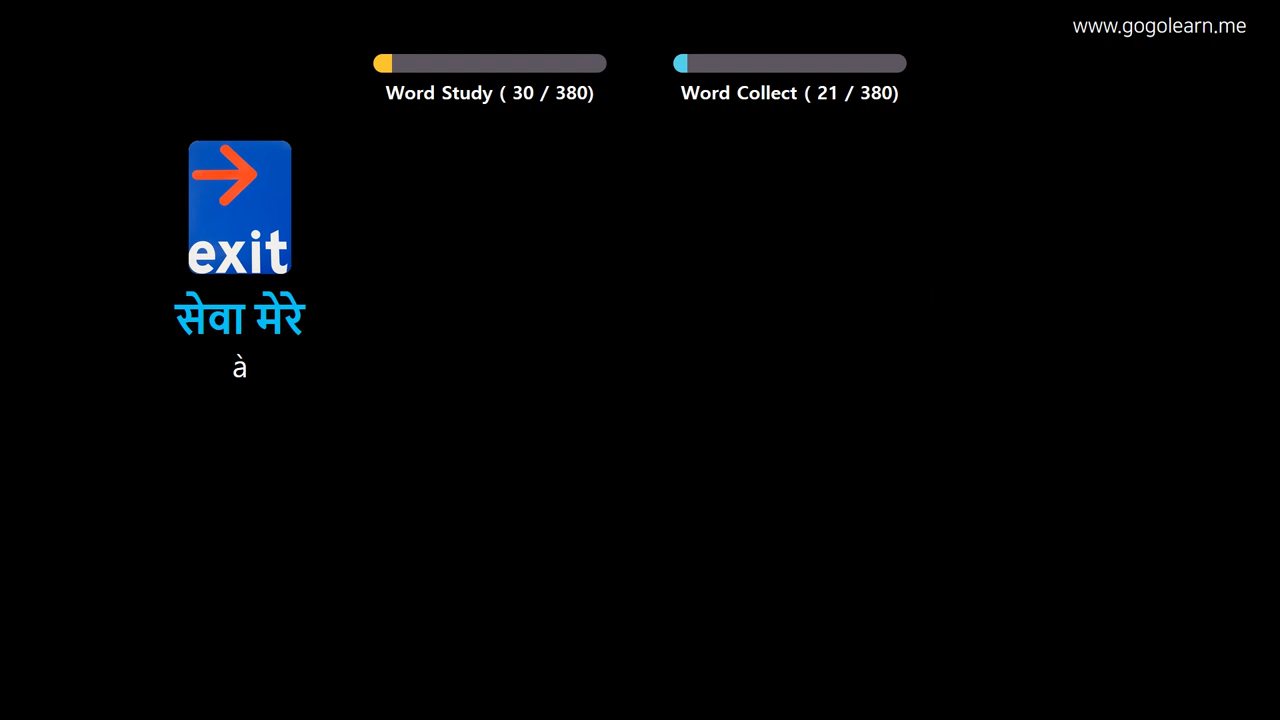 www.gogolearn.me
Word Study ( 30 / 380)
Word Collect ( 21 / 380)
exit
सेवा मेरे
à